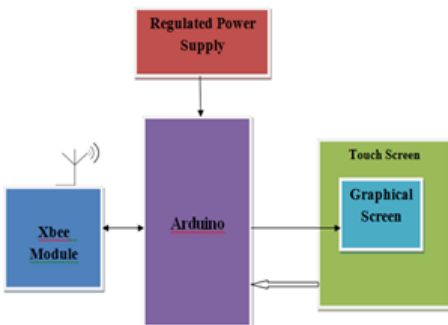 Regulated Power
Supply
Touch Screen
Graphical
Screen
Arduino
Xbee
Module